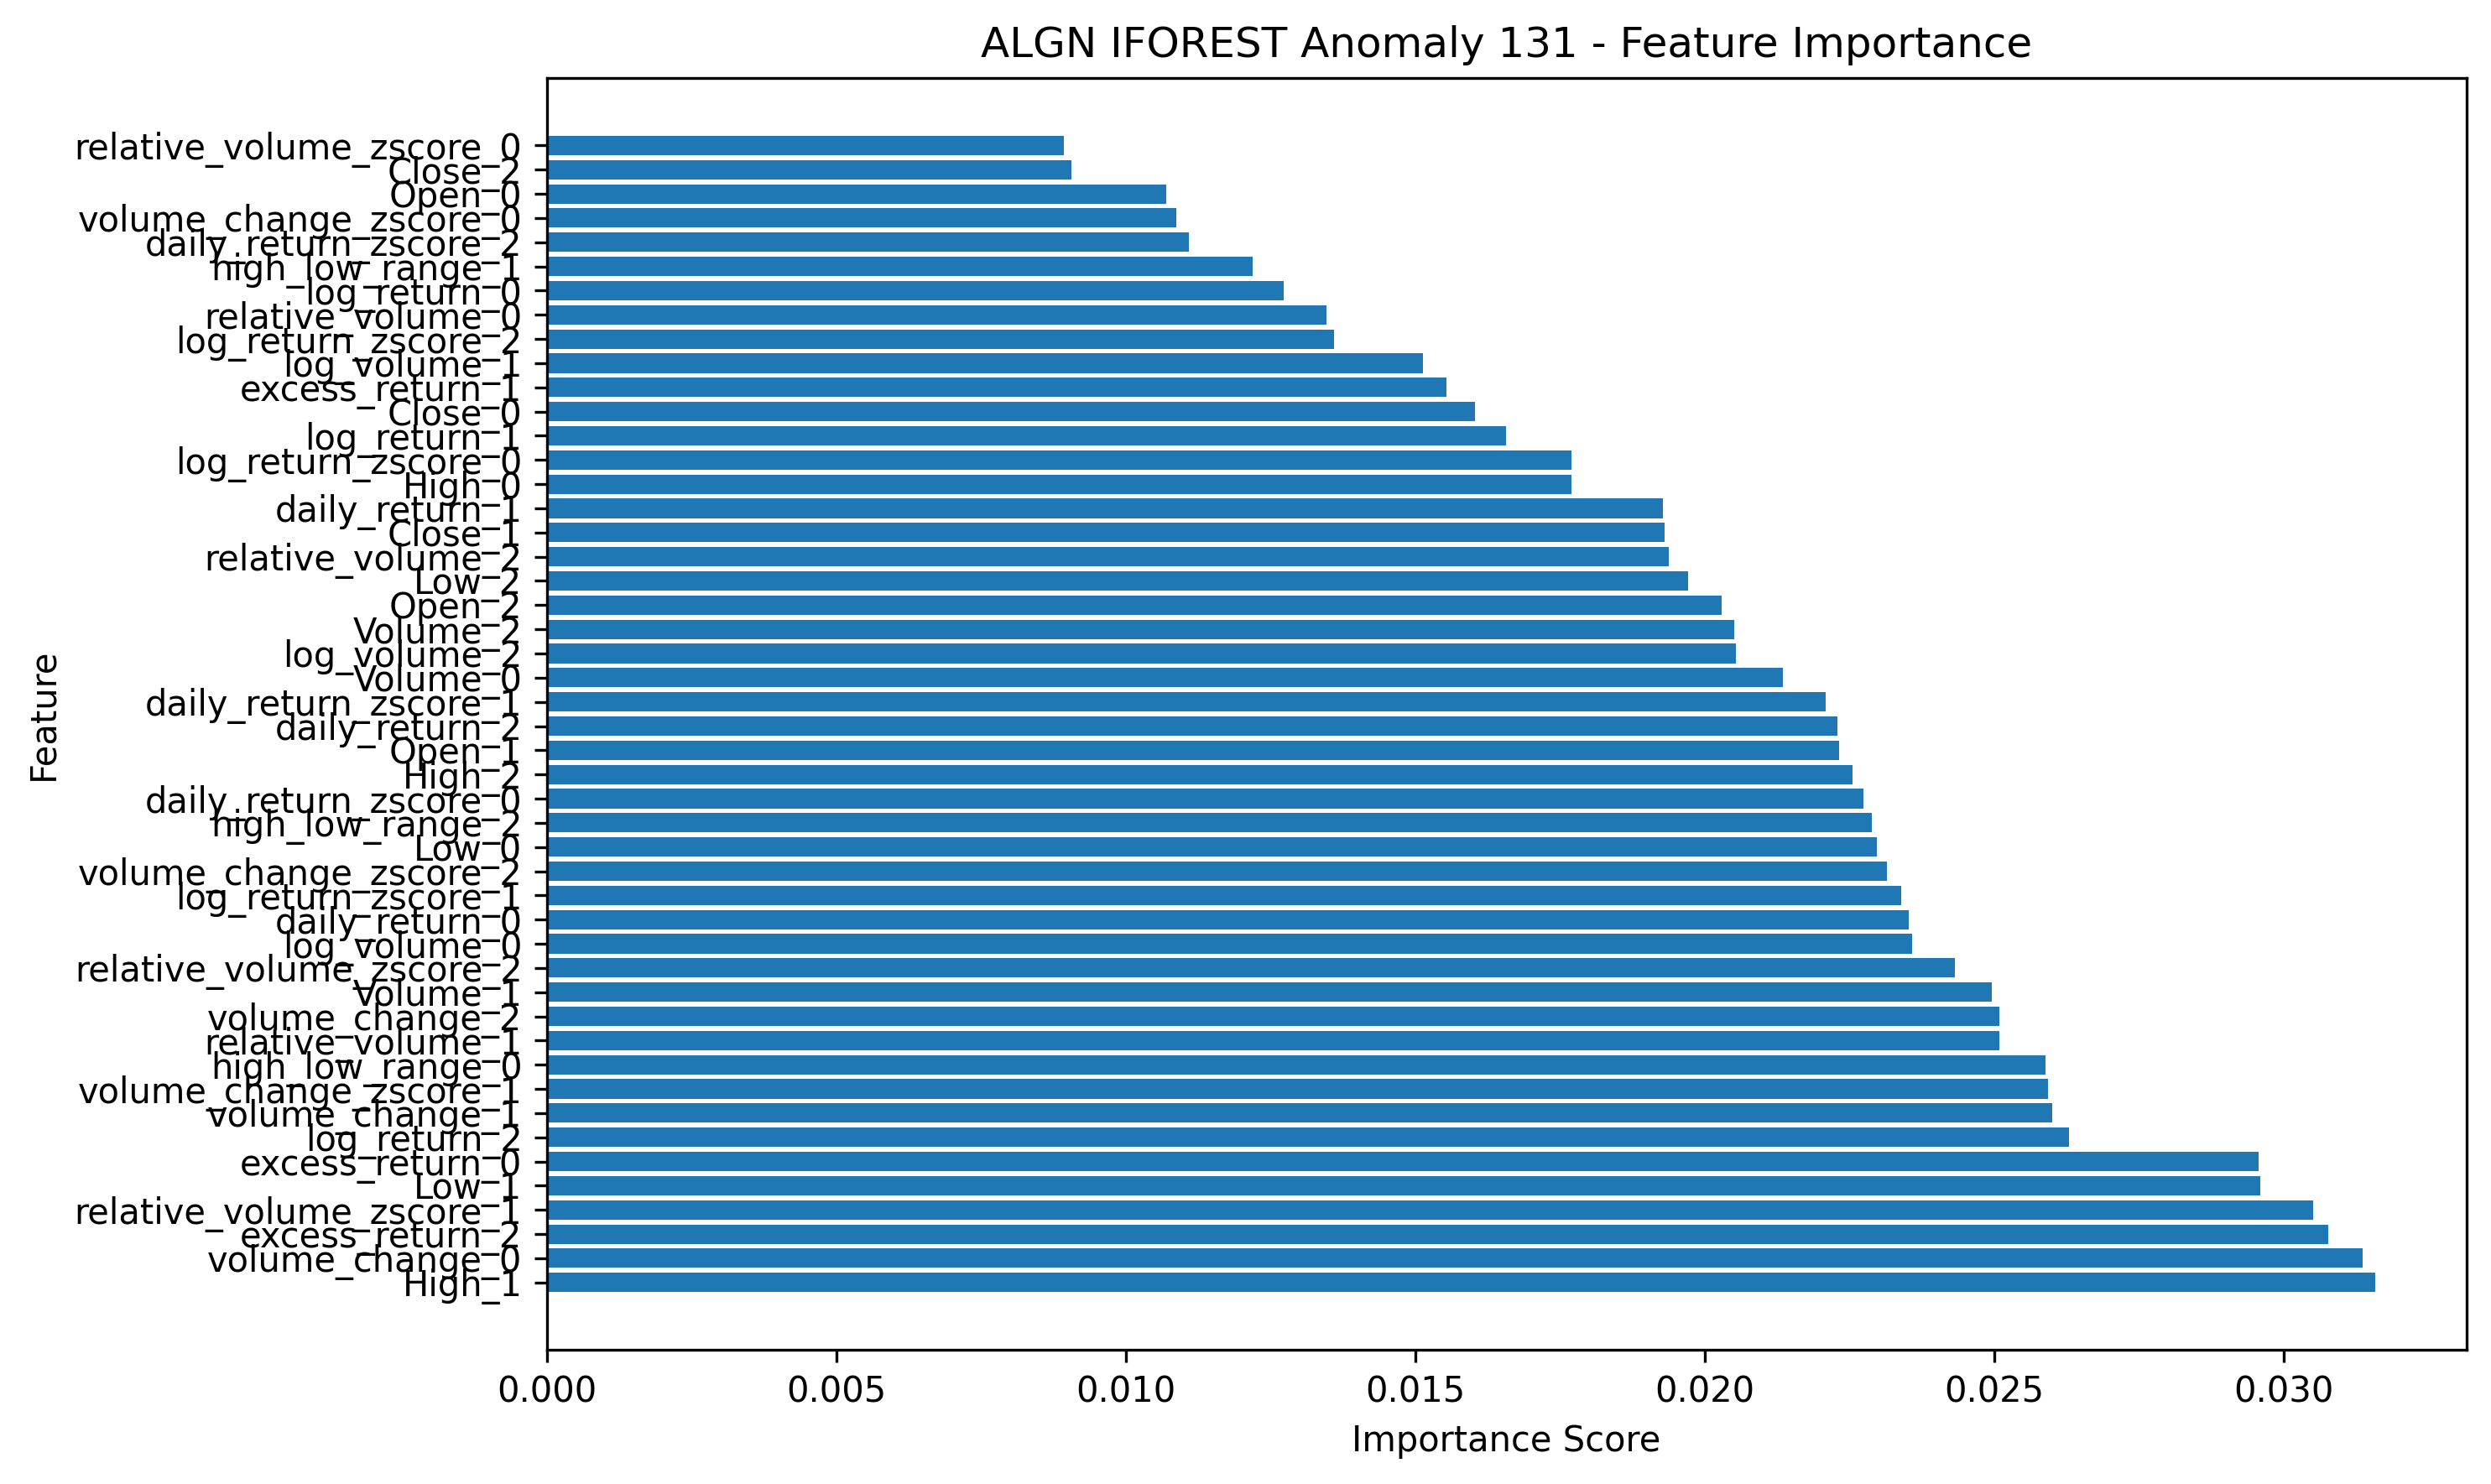 ALGN IFOREST Anomaly 131 - Feature Importance
relative_volume_zscore_0
Close_2
Open_0
volume_change_zscore_0
daily_return_zscore_2
high_low_range_1
log_return_0
relative_volume_0
log_return_zscore_2
log_volume_1
excess_return_1
Close_0
log_return_1
log_return_zscore_0
High_0
daily_return_1
Close_1
relative_volume_2
Low_2
Open_2
Volume_2
log_volume_2
Volume_0
daily_return_zscore_1
daily_return_2
Open_1
High_2
daily_return_zscore_0
high_low_range_2
Low_0
volume_change_zscore_2
log_return_zscore_1
daily_return_0
log_volume_0
relative_volume_zscore_2
Volume_1
volume_change_2
relative_volume_1
high_low_range_0
volume_change_zscore_1
volume_change_1
log_return_2
excess_return_0
Low_1
relative_volume_zscore_1
excess_return_2
volume_change_0
High_1
Feature
0.000 0.005 0.010 0.015 0.020 0.025 0.030
Importance Score